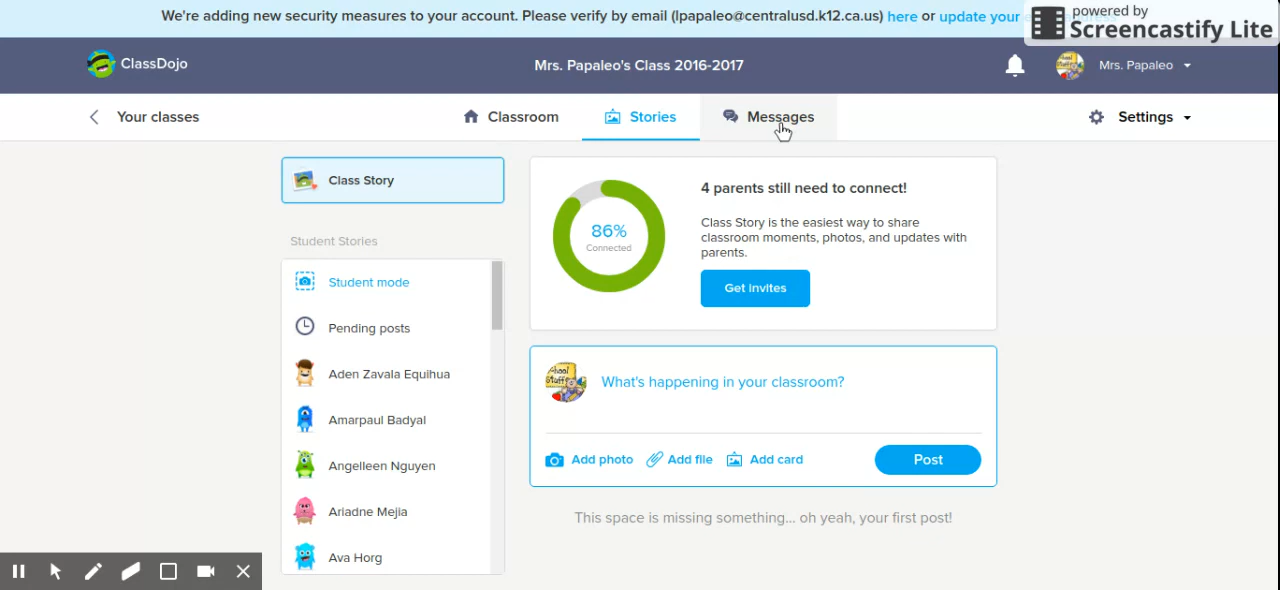 We're adding new security measures to your account. Please verify by email (lpapaleo@centralusd.k12.ca.us) here or update your
powered by
Screencastify Lite
ClassDojo
Mrs. Papaleo's Class 2016-2017
Mrs. Papaleo
Your classes
Classroom
Stories
Messages
Settings
Class Story
Student Stories
Student mode
Pending posts
Aden Zavala Equihua
Amarpaul Badyal
Angelleen Nguyen
Ariadne Mejia
Ava Horg
86%
Connected
4 parents still need to connect!
Class Story is the easiest way to share
classroom moments, photos, and updates with
parents.
Get invites
What's happening in your classroom?
Add photo
Add file
Add card
Post
This space is missing something... oh yeah, your first post!